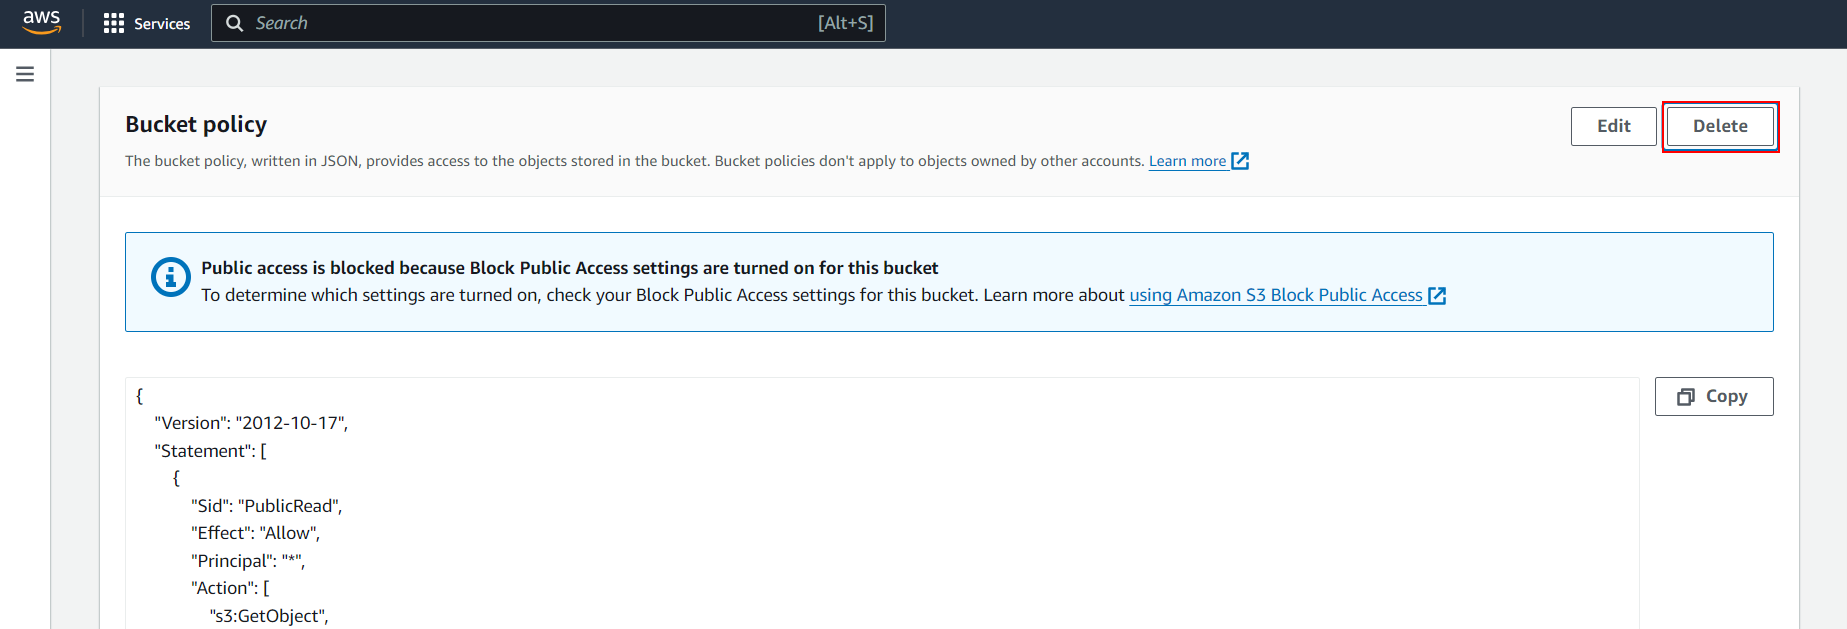 aws Services Search [Alt+S]
Bucket policy
Edit Delete
The bucket policy, written in JSON, provides access to the objects stored in the bucket. Bucket policies don't apply to objects owned by other accounts. Learn more
Public access is blocked because Block Public Access settings are turned on for this bucket
To determine which settings are turned on, check your Block Public Access settings for this bucket. Learn more about using Amazon S3 Block Public Access
Copy
{
"Version": "2012-10-17",
"Statement": [
{
"Sid": "PublicRead",
"Effect": "Allow",
"Principal": "*",
"Action": [
"s3:GetObject",